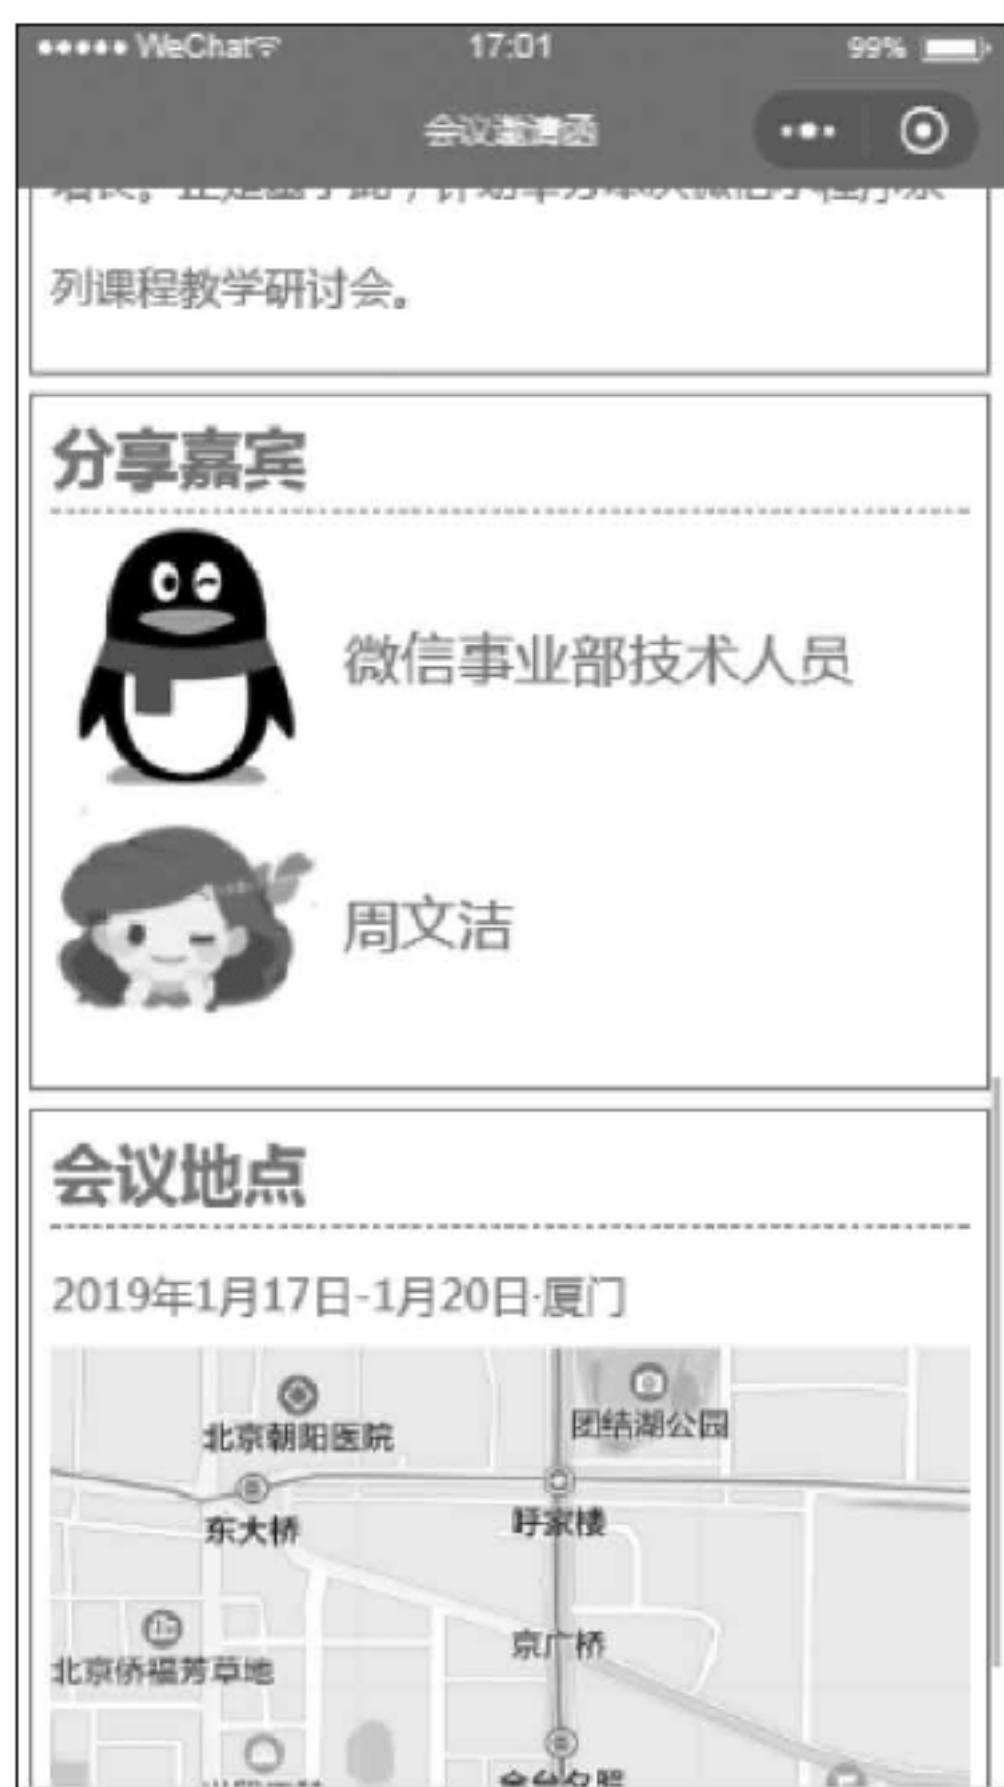 WeChat
17:01
99%
会议邀请函
列课程教学研讨会。
分享嘉宾
微信事业部技术人员
周文洁
会议地点
2019年1月17日-1月20日·厦门
北京朝阳医院
团结湖公园
东大桥
呼家楼
京广桥
北京侨福芳草地
金台夕照